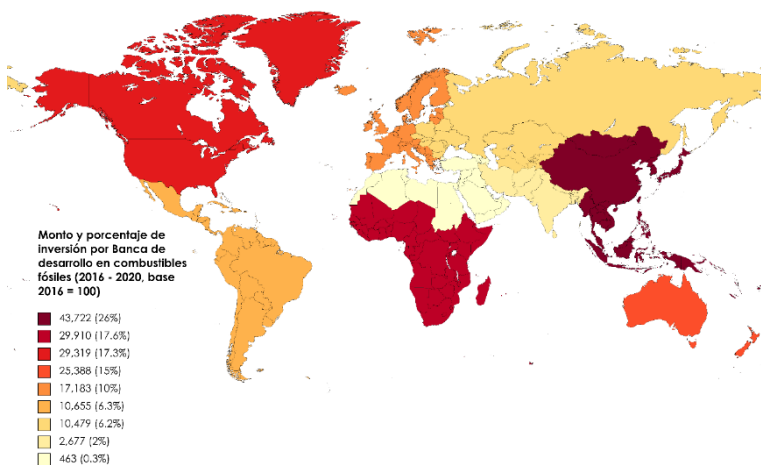 Monto y porcentaje de
inversión por Banca de
desarrollo en combustibles
fósiles (2016 - 2020, base
2016 = 100)
43,722 (26%)
29,910 (17.6%)
29,319 (17.3%)
25,388 (15%)
17,183 (10%)
10,655 (6.3%)
10,479 (6.2%)
2,677 (2%)
463 (0.3%)